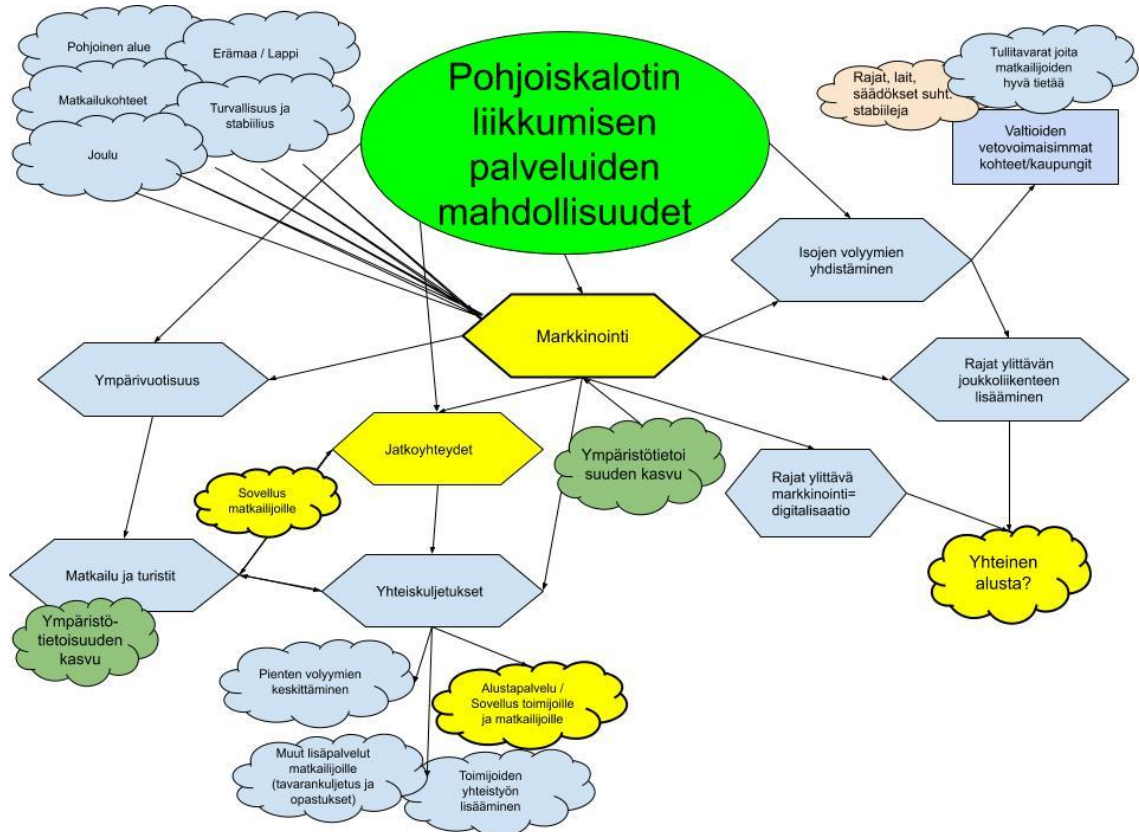 Pohjoinen alue
Erämaa / Lappi
Matkailukohteet
Turvallisuus ja
stabiilius
Joulu
Pohjoiskalotin
liikkumisen
palveluiden
mahdollisuudet
Tullitavarat joita
matkailijoiden
hyvä tietää
Rajat, lait,
säädökset suht.
stabiileja
Valtioiden
vetovoimaisimmat
kohteet/kaupungit
Isojen volyymien
yhdistäminen
Markkinointi
Ympärivuotisuus
Rajat ylittävän
joukkoliikenteen
lisääminen
Jatkoyhteydet
Ympäristötietoi
suuden kasvu
Rajat ylittävä
markkinointi=
digitalisaatio
Sovellus
matkailijoille
Matkailu ja turistit
Yhteiskuljetukset
Yhteinen
alusta?
Ympäristö-
tietoisuuden
kasvu
Pienten volyymien
keskittäminen
Alustapalvelu /
Sovellus toimijoille
ja matkailijoille
Muut lisäpalvelut
matkailijoille
(tavarankuljetus ja
opastukset)
Toimijoiden
yhteistyön
lisääminen